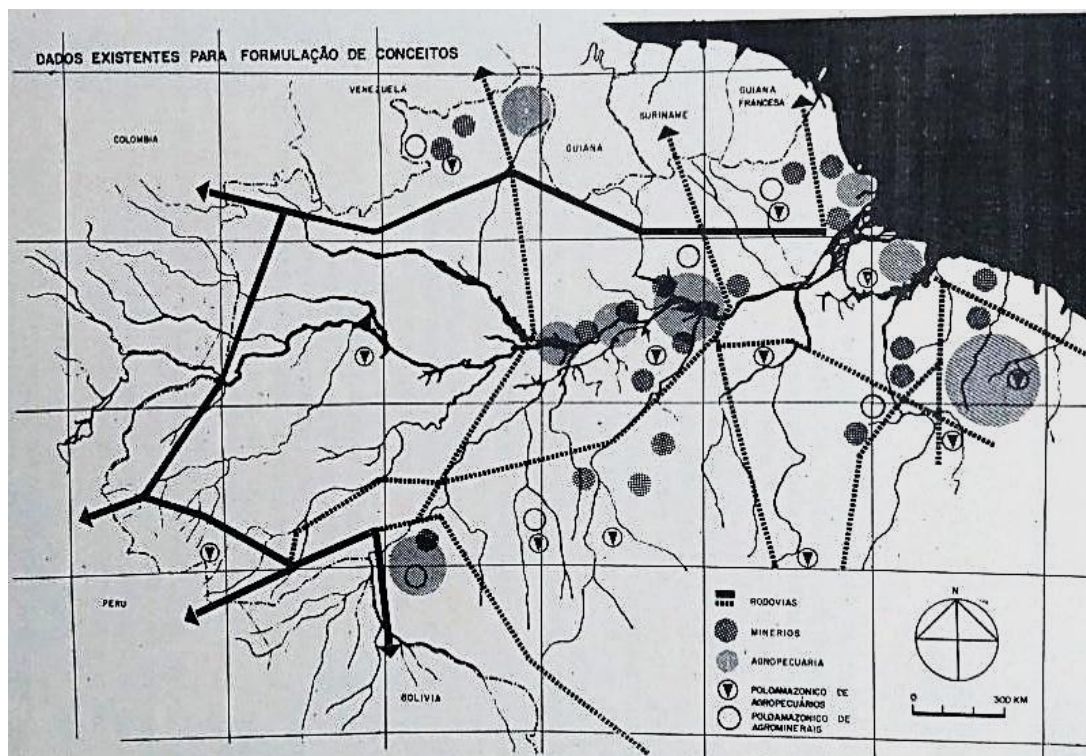 DADOS EXISTENTES PARA FORMULAÇÃO DE CONCEITOS
VENEZUELA
GUIANA
FRANCESA
SURINAME
COLOMBIA
GUIANA
PERU
BOLIVIA
N
RODOVIAS
MINERIOS
AGROPECUARIA
POLOAMAZONICO DE
AGROPECUÁRIOS
POLOAMAZONICO DE
AGROMINERAIS
0 300 KM